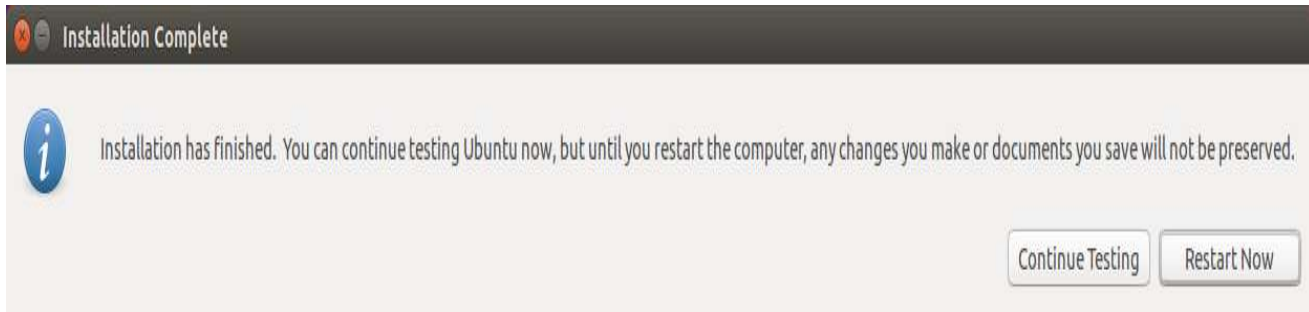 Installation Complete
Installation has finished.  You can continue testing Ubuntu now, but until you restart the computer, any changes you make or documents you save will not be preserved.
Continue Testing
Restart Now